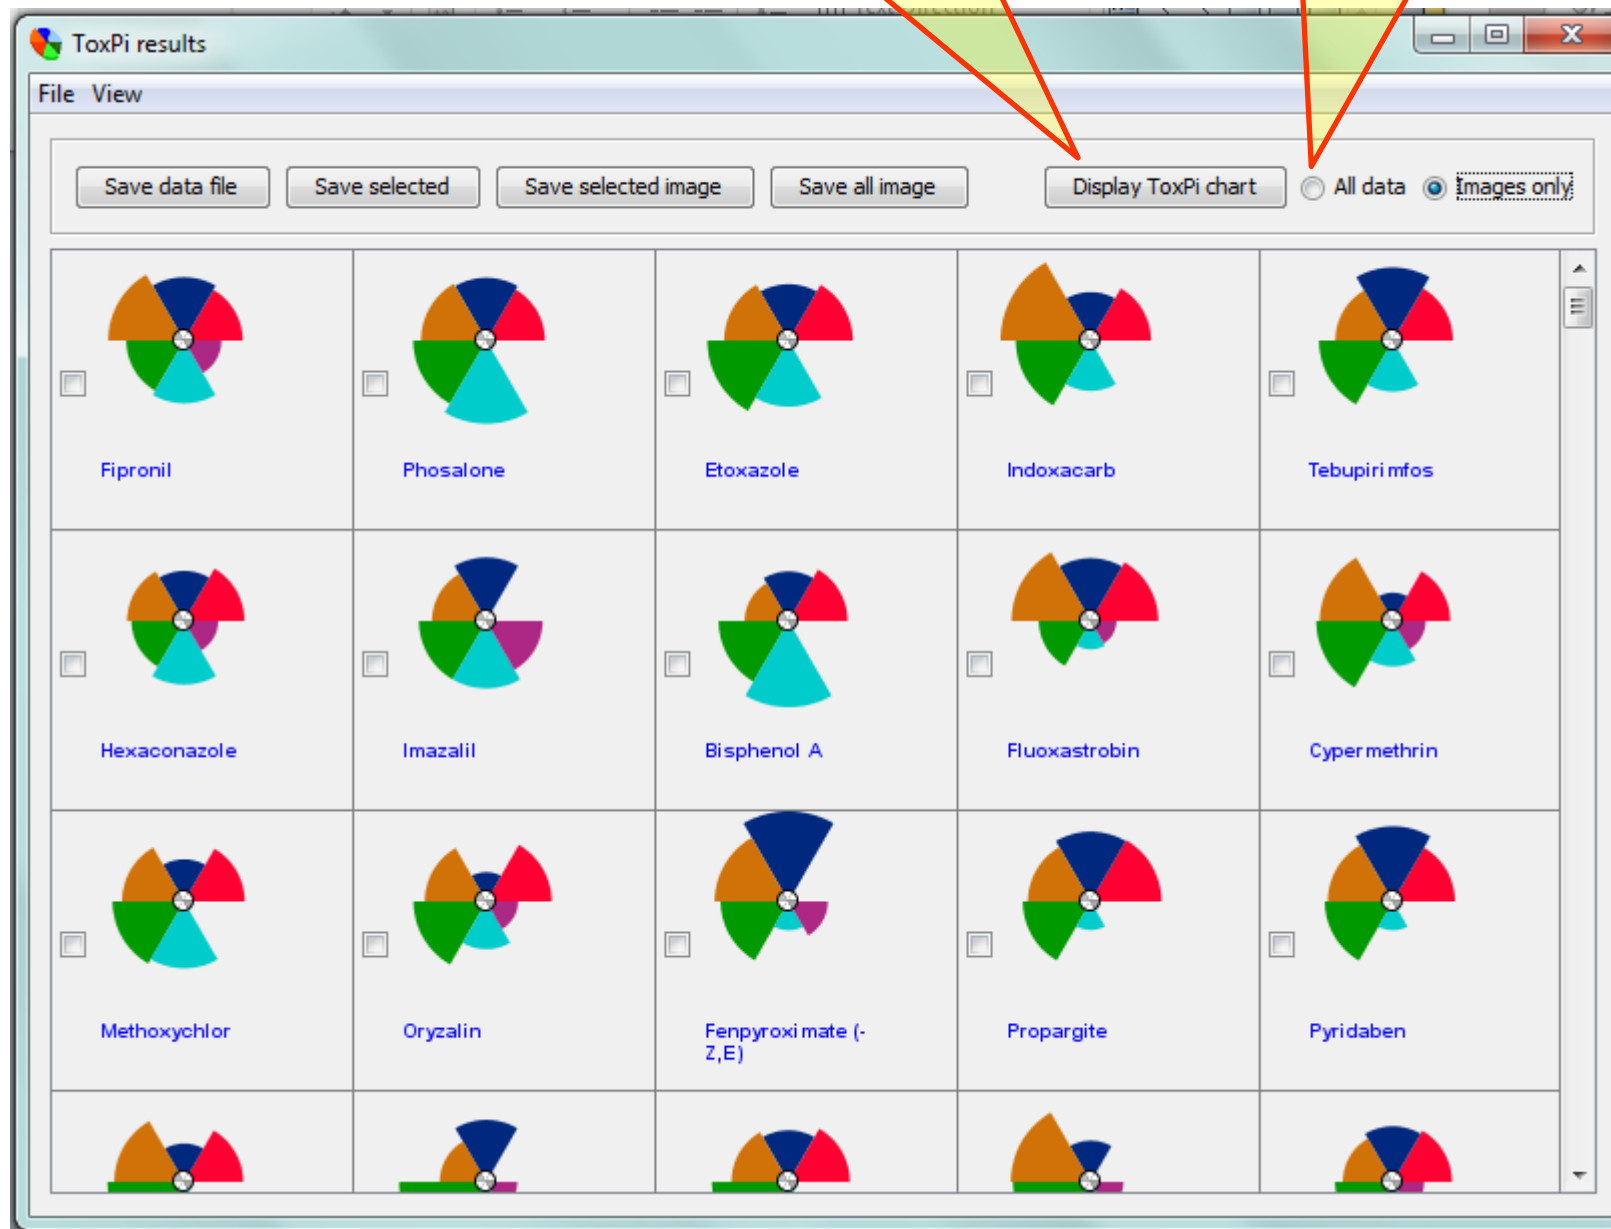 ToxPi results
File View
Save data file Save selected Save selected image Save all image Display ToxPi chart All data Images only
Fipronil Phosalone Etoxazole Indoxacarb Tebupirimfos
Hexaconazole Imazalil Bisphenol A Fluoxastrobin Cypermethrin
Methoxychlor Oryzalin Fenpyroximate (- Propargite Pyridaben
Z,E)